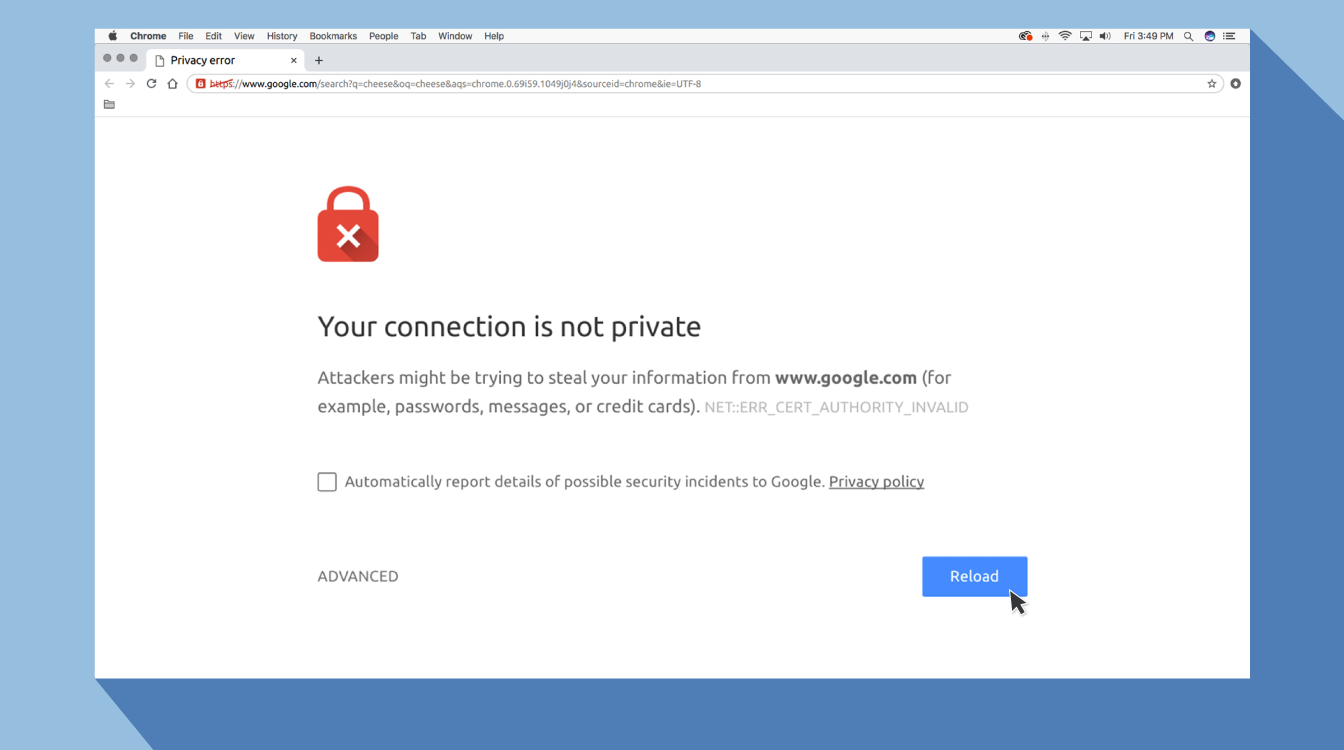 Chrome File Edit View History Bookmarks People Tab Window Help Fri 3:49 PM
Privacy error
https://www.google.com/search?q=cheese&oq=cheese&aqs=chrome.0.69i59.1049j0j4&sourceid=chrome&ie=UTF-8
Your connection is not private
Attackers might be trying to steal your information from www.google.com (for
example, passwords, messages, or credit cards). NET::ERR_CERT_AUTHORITY_INVALID
Automatically report details of possible security incidents to Google. Privacy policy
ADVANCED
Reload